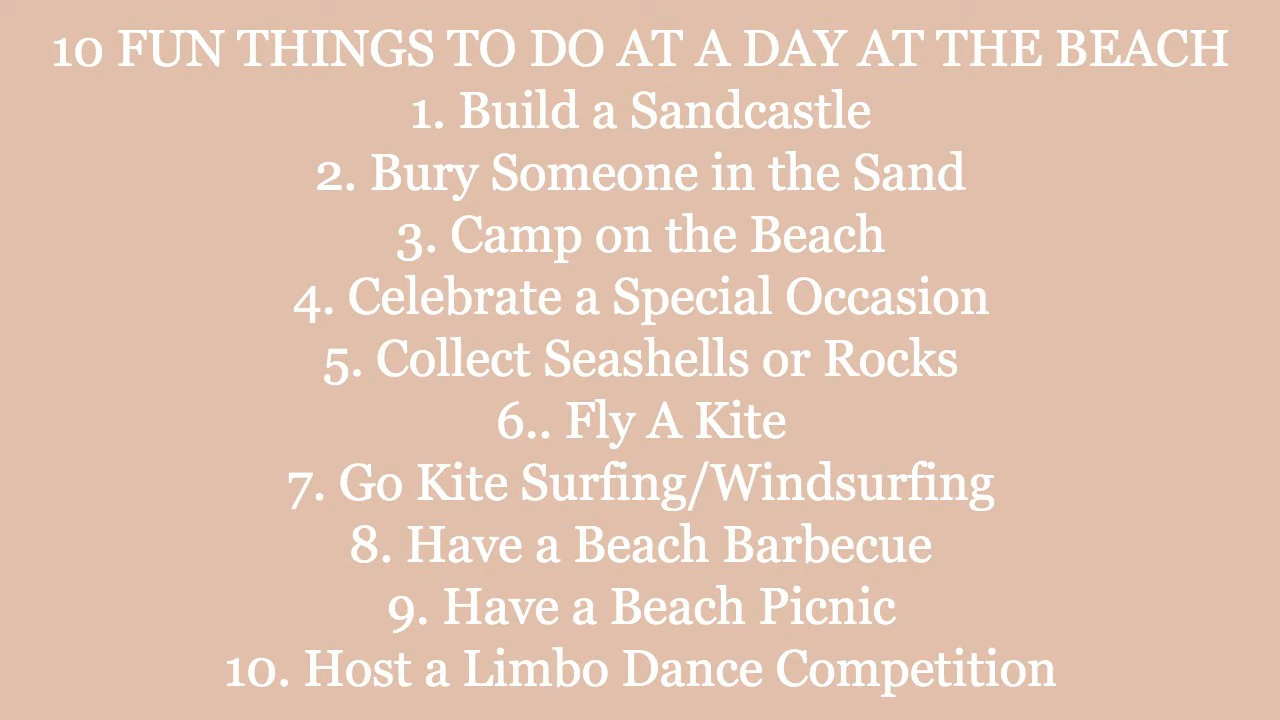 10 FUN THINGS TO DO AT A DAY AT THE BEACH
1. Build a Sandcastle
2. Bury Someone in the Sand
3. Camp on the Beach
4. Celebrate a Special Occasion
5. Collect Seashells or Rocks
6.. Fly A Kite
7. Go Kite Surfing/Windsurfing
8. Have a Beach Barbecue
9. Have a Beach Picnic
10. Host a Limbo Dance Competition